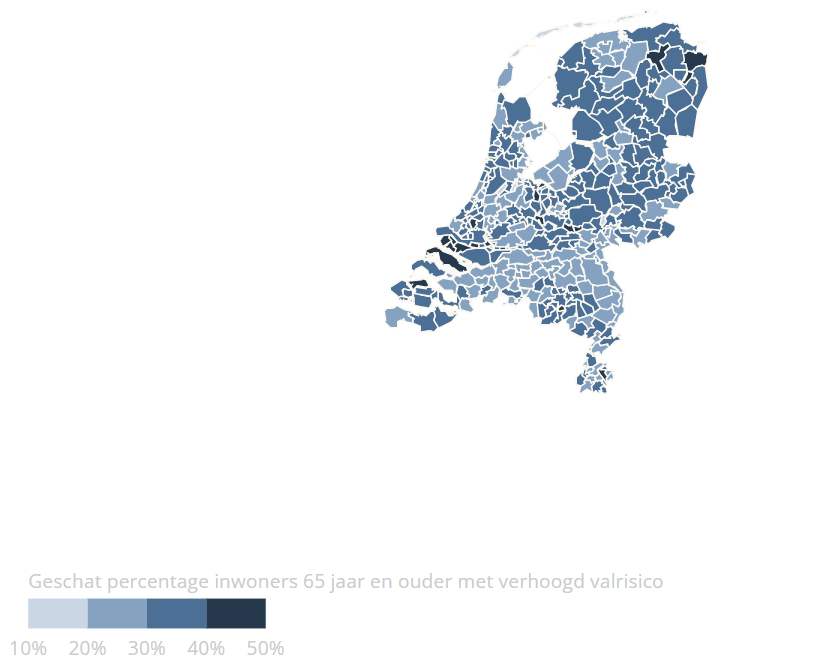 Geschat percentage inwoners 65 jaar en ouder met verhoogd valrisico
10% 20% 30% 40% 50%